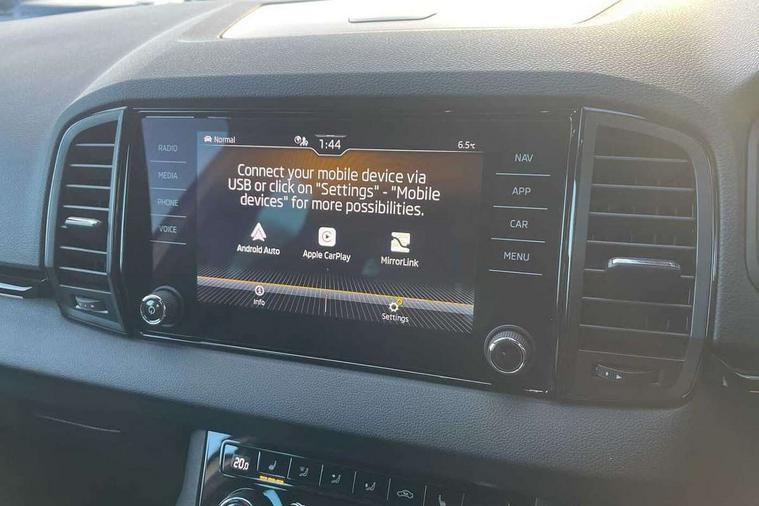 RADIO
MEDIA
PHONE
VOICE
Normal
1:44
6.5°C
Connect your mobile device via
USB or click on "Settings" - "Mobile
devices" for more possibilities.
Android Auto
Apple CarPlay
MirrorLink
Info
Settings
NAV
APP
CAR
MENU
20.0